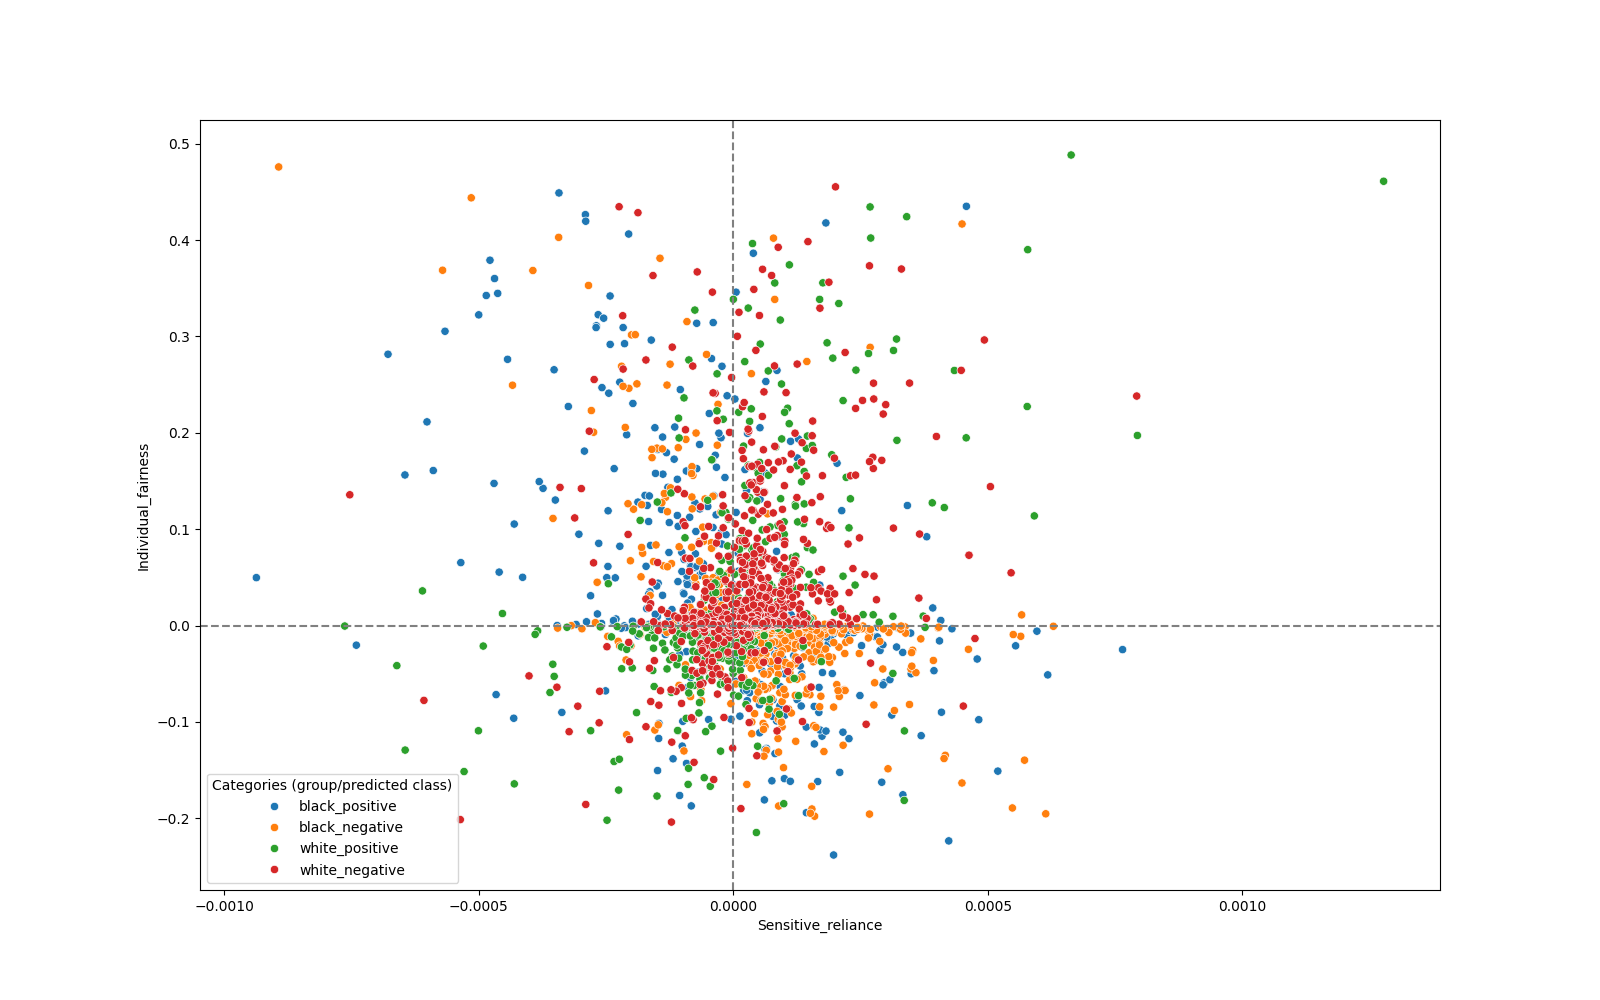 0.5
0.4
0.3
0.2
0.1
0.0
−0.1
−0.2
Individual_fairness
Categories (group/predicted class)
black_positive
black_negative
white_positive
white_negative
−0.0010
−0.0005
0.0000
0.0005
0.0010
Sensitive_reliance